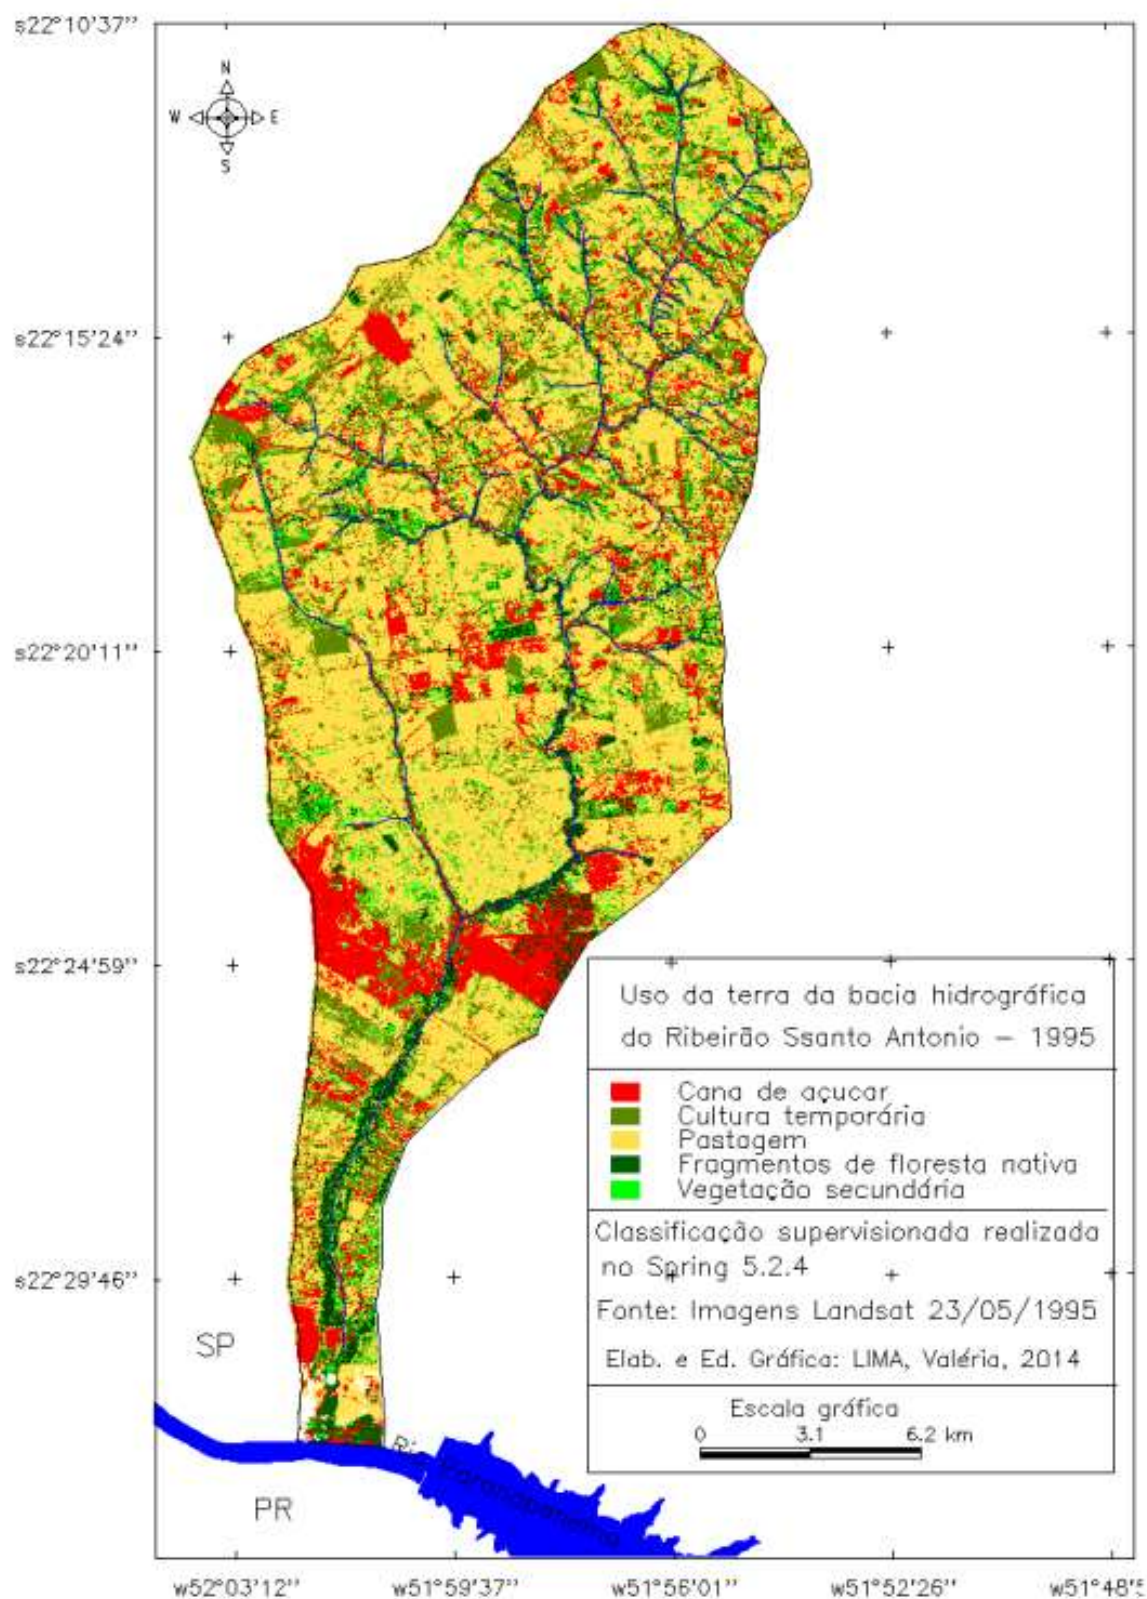 s22°10'37''
N
W E
S
s22°15'24''
s22°20'11''
s22°24'59''
Uso da terra da bacia hidrográfica
do Ribeirão Ssanto Antonio – 1995
Cana de açucar
Cultura temporária
Pastagem
Fragmentos de floresta nativa
Vegetação secundária
Classificação supervisionada realizada
no Spring 5.2.4
s22°29'46''
Fonte: Imagens Landsat 23/05/1995
SP
Elab. e Ed. Gráfica: LIMA, Valéria, 2014
Escala gráfica
0 3.1 6.2 km
Rio Paranapanema
PR
w52°03'12'' w51°59'37'' w51°56'01'' w51°52'26'' w51°48'